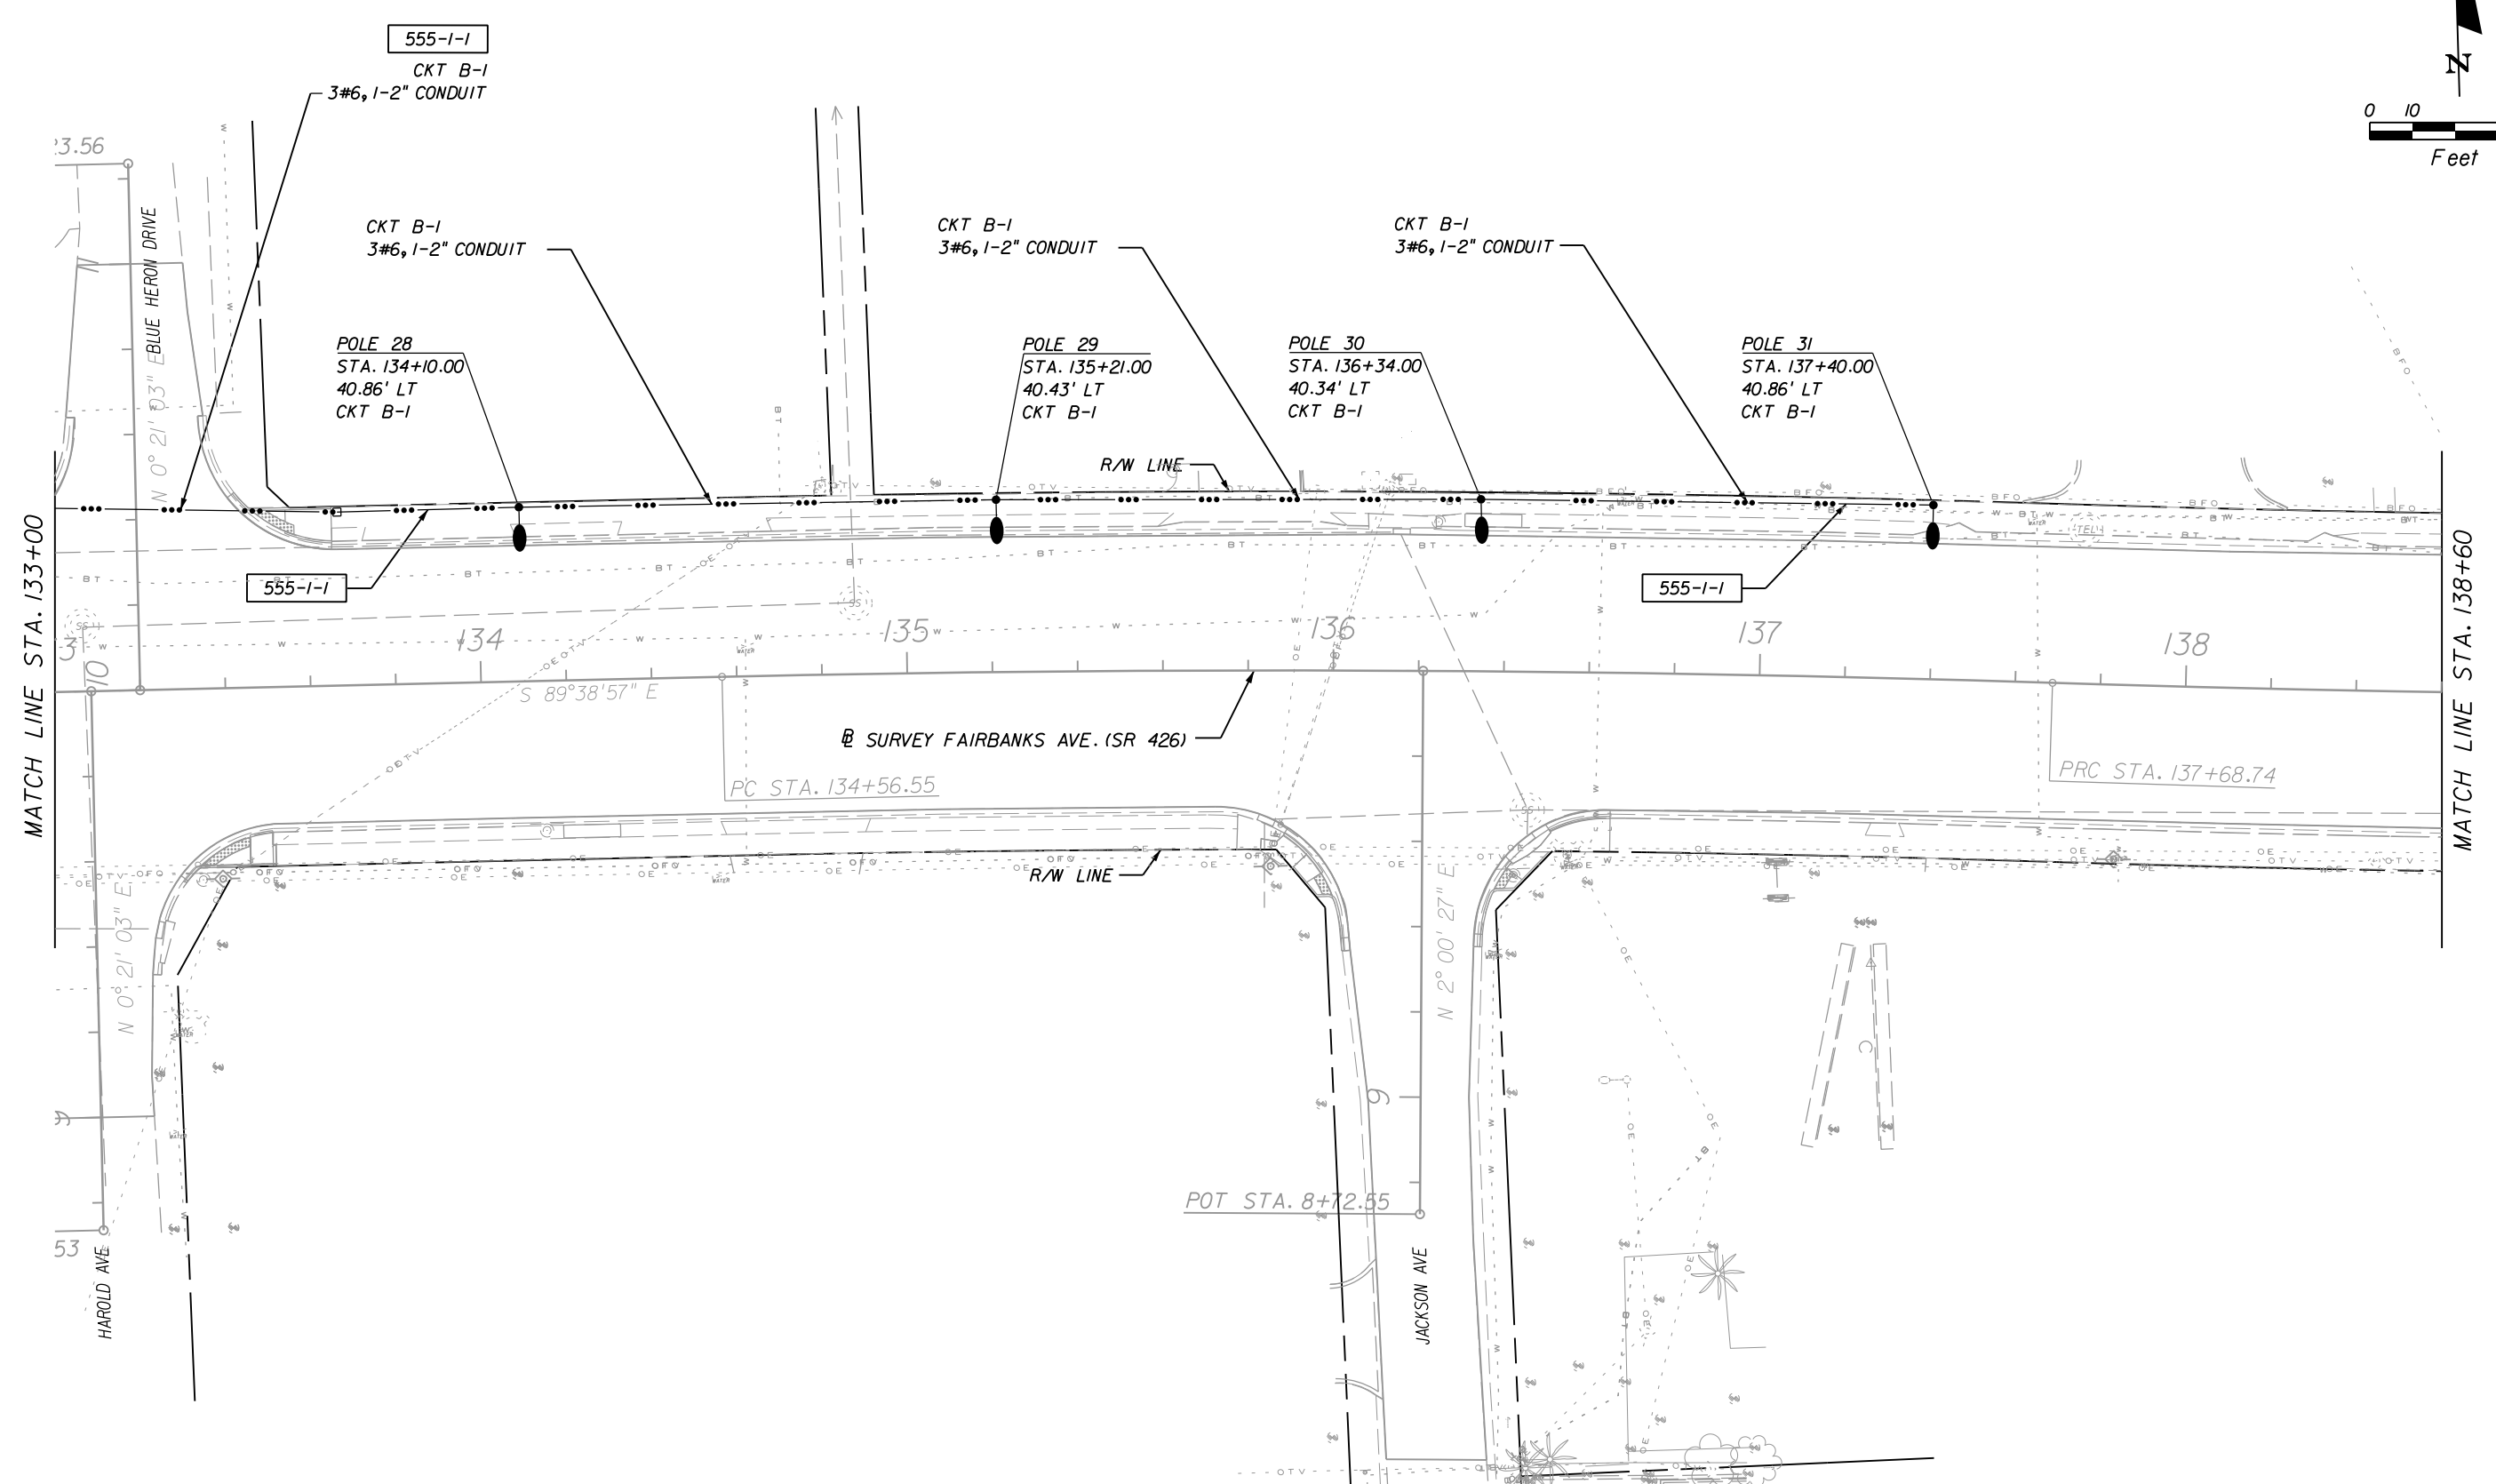 555-1-1
CKT B-1
3#6, 1-2" CONDUIT
N
0 10
Feet
23.56
BLUE HERON DRIVE
N 0° 21' 03" E
11
CKT B-1
3#6, 1-2" CONDUIT
CKT B-1
3#6, 1-2" CONDUIT
CKT B-1
3#6, 1-2" CONDUIT
POLE 28
STA. 134+10.00
40.86' LT
CKT B-1
POLE 29
STA. 135+21.00
40.43' LT
CKT B-1
POLE 30
STA. 136+34.00
40.34' LT
CKT B-1
POLE 31
STA. 137+40.00
40.86' LT
CKT B-1
R/W LINE
555-1-1
555-1-1
MATCH LINE STA. 133+00
MATCH LINE STA. 138+60
3
134
135
136
137
138
10
S 89°38'57" E
BL SURVEY FAIRBANKS AVE. (SR 426)
PC STA. 134+56.55
PRC STA. 137+68.74
R/W LINE
N 0° 21' 03" E
N 2° 00' 27" E
9
9
POT STA. 8+72.55
53
HAROLD AVE
JACKSON AVE